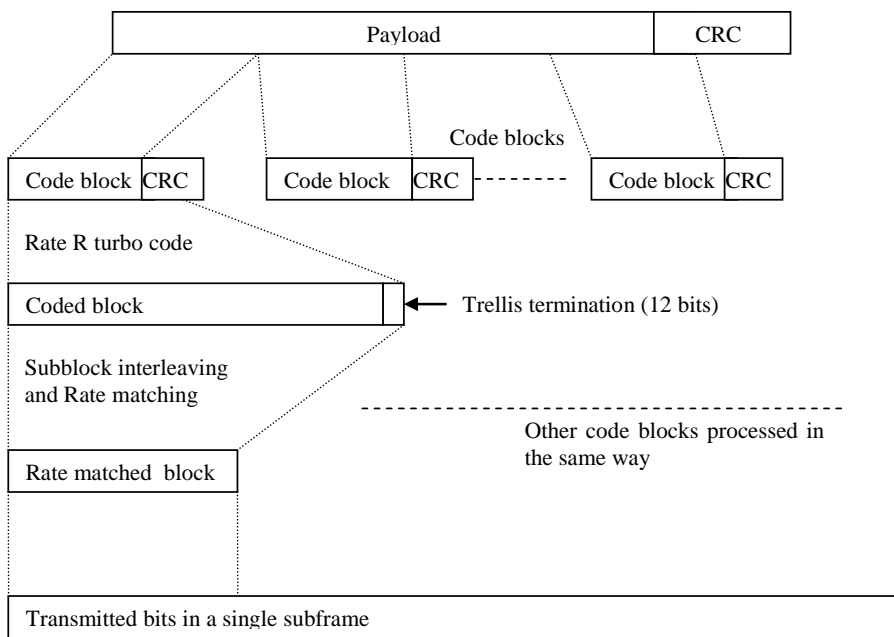 Payload CRC
Code blocks
Code block CRC Code block CRC Code block CRC
Rate R turbo code
Coded block
Trellis termination (12 bits)
Subblock interleaving
and Rate matching
Other code blocks processed in
the same way
Rate matched block
Transmitted bits in a single subframe